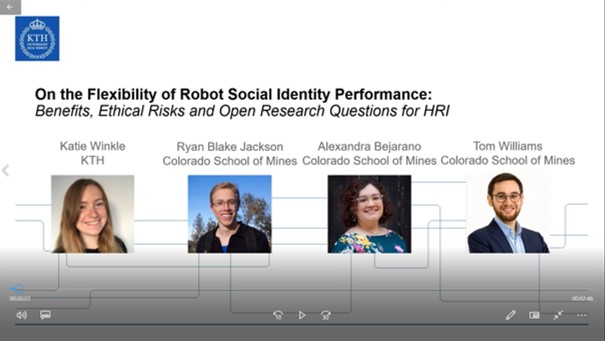 KTH
On the Flexibility of Robot Social Identity Performance:
Benefits, Ethical Risks and Open Research Questions for HRI
Katie Winkle
KTH
Ryan Blake Jackson
Colorado School of Mines
Alexandra Bejarano
Colorado School of Mines
Tom Williams
Colorado School of Mines
00:00:01
00:02:46
10
30